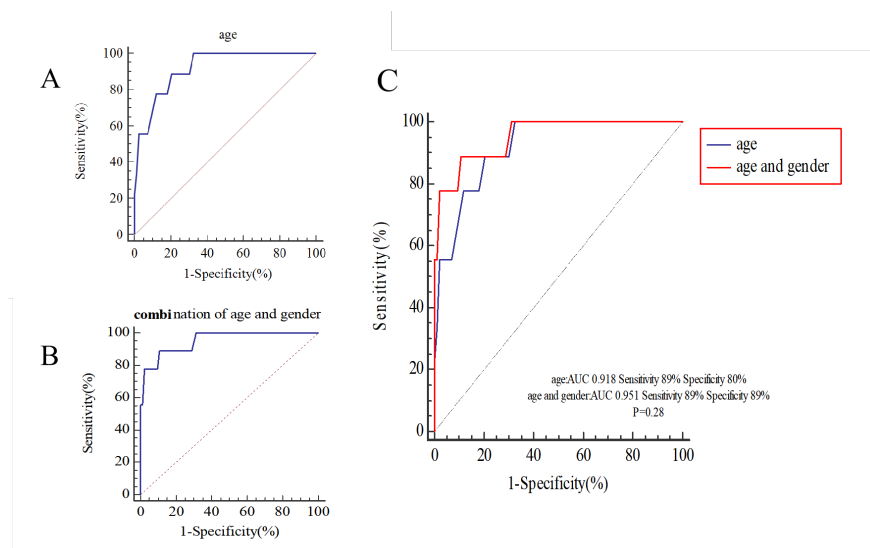 A
age
100
80
60
40
20
0
Sensitivity(%)
0 20 40 60 80 100
1-Specificity(%)
B
combination of age and gender
100
80
60
40
20
0
Sensitivity(%)
0 20 40 60 80 100
1-Specificity(%)
C
100
80
60
40
20
0
Sensitivity(%)
age
age and gender
age:AUC 0.918 Sensitivity 89% Specificity 80%
age and gender:AUC 0.951 Sensitivity 89% Specificity 89%
P=0.28
0 20 40 60 80 100
1-Specificity(%)